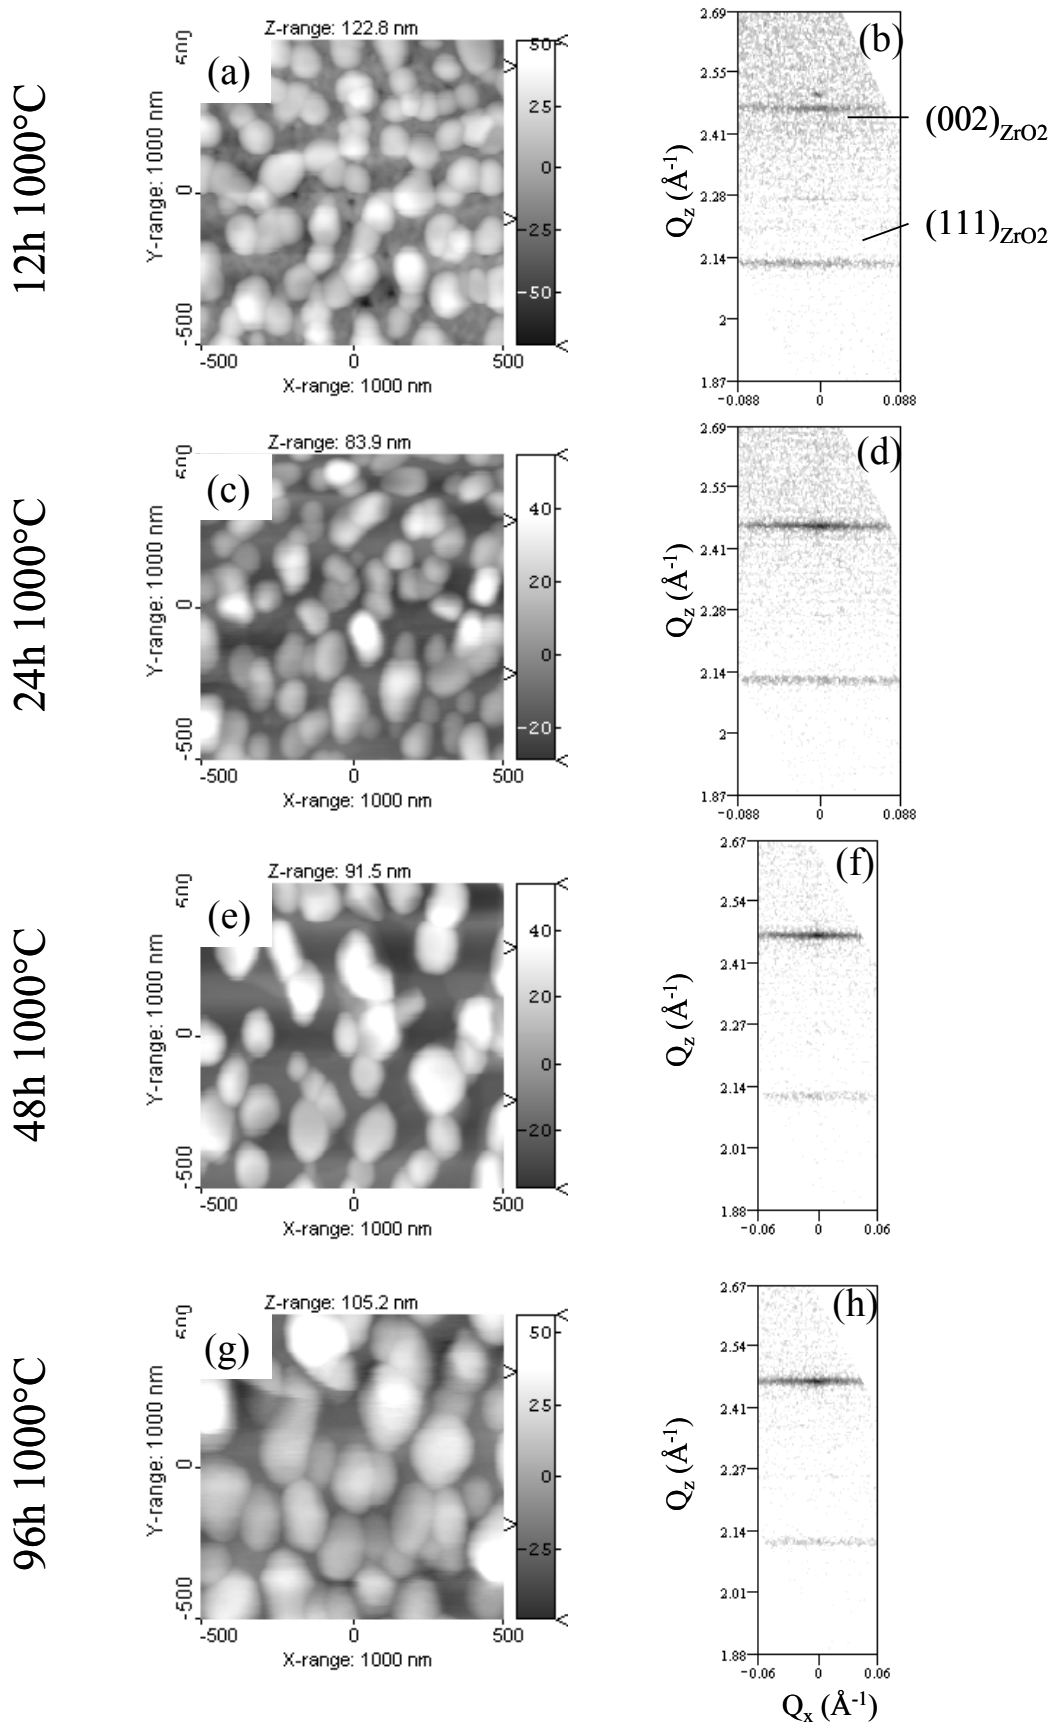 12h 1000°C
Z-range: 122.8 nm
(a)
Y-range: 1000 nm
500
0
-500
-500 0 500
X-range: 1000 nm
50
25
0
-25
-50
(b)
Qz (Å-1)
2.69
2.55
2.41
2.28
2.14
2
1.87
-0.088 0 0.088
(002)ZrO2
(111)ZrO2
24h 1000°C
Z-range: 83.9 nm
(c)
Y-range: 1000 nm
500
0
-500
-500 0 500
X-range: 1000 nm
40
20
0
-20
(d)
Qz (Å-1)
2.69
2.55
2.41
2.28
2.14
2
1.87
-0.088 0 0.088
48h 1000°C
Z-range: 91.5 nm
(e)
Y-range: 1000 nm
500
0
-500
-500 0 500
X-range: 1000 nm
40
20
0
-20
(f)
Qz (Å-1)
2.67
2.54
2.41
2.27
2.14
2.01
1.88
-0.06 0 0.06
96h 1000°C
Z-range: 105.2 nm
(g)
Y-range: 1000 nm
500
0
-500
-500 0 500
X-range: 1000 nm
50
25
0
-25
(h)
Qz (Å-1)
2.67
2.54
2.41
2.27
2.14
2.01
1.88
-0.06 0 0.06
Qx (Å-1)